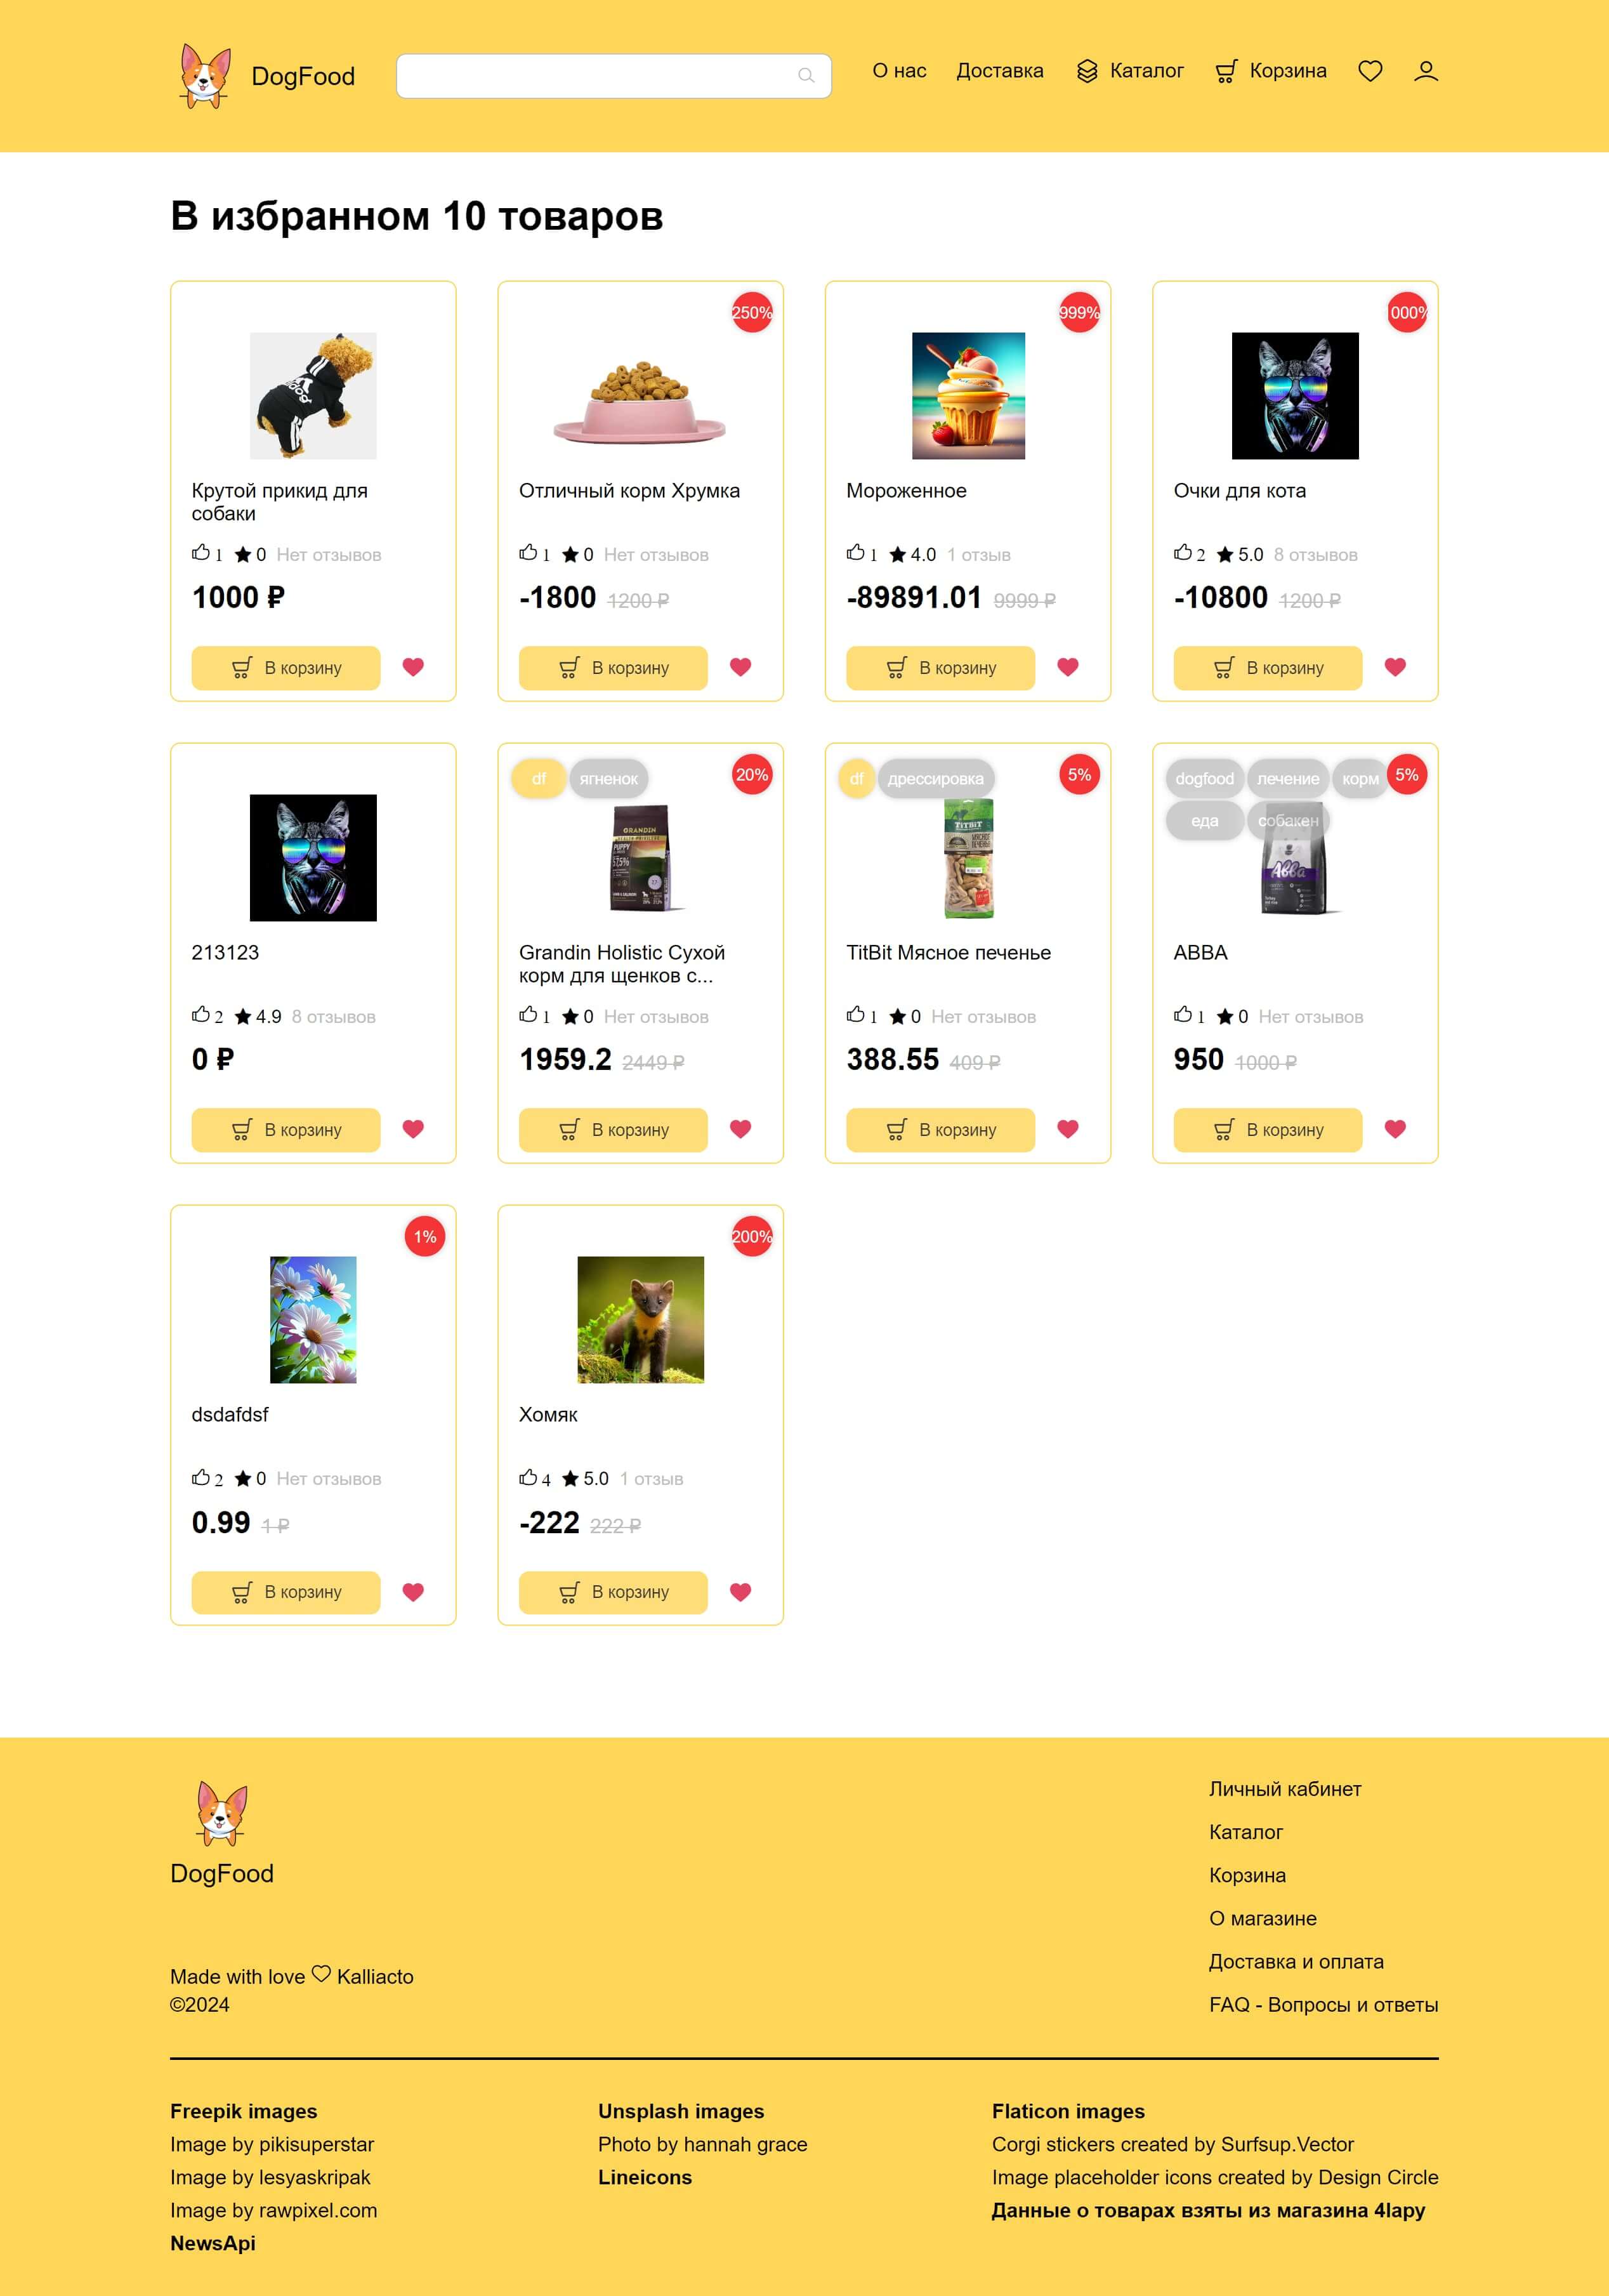 DogFood
О нас Доставка Каталог Корзина
В избранном 10 товаров
250% 999% 000%
Крутой прикид для
собаки
1 0 Нет отзывов
1000 ₽
В корзину
Отличный корм Хрумка
1 0 Нет отзывов
-1800 1200 ₽
В корзину
Мороженное
1 4.0 1 отзыв
-89891.01 9999 ₽
В корзину
Очки для кота
2 5.0 8 отзывов
-10800 1200 ₽
В корзину
213123
2 4.9 8 отзывов
0 ₽
В корзину
df ягненок 20%
GRANDIN
PUPPY
Grandin Holistic Сухой
корм для щенков с...
1 0 Нет отзывов
1959.2 2449 ₽
В корзину
df дрессировка 5%
TiTBiT
TitBit Мясное печенье
1 0 Нет отзывов
388.55 409 ₽
В корзину
dogfood лечение корм 5%
еда собакен
Авва
ABBA
1 0 Нет отзывов
950 1000 ₽
В корзину
1%
dsdafdsf
2 0 Нет отзывов
0.99 1 ₽
В корзину
200%
Хомяк
4 5.0 1 отзыв
-222 222 ₽
В корзину
DogFood
Made with love Kalliacto
©2024
Личный кабинет
Каталог
Корзина
О магазине
Доставка и оплата
FAQ - Вопросы и ответы
Freepik images
Image by pikisuperstar
Image by lesyaskripak
Image by rawpixel.com
NewsApi
Unsplash images
Photo by hannah grace
Lineicons
Flaticon images
Corgi stickers created by Surfsup.Vector
Image placeholder icons created by Design Circle
Данные о товарах взяты из магазина 4lapy